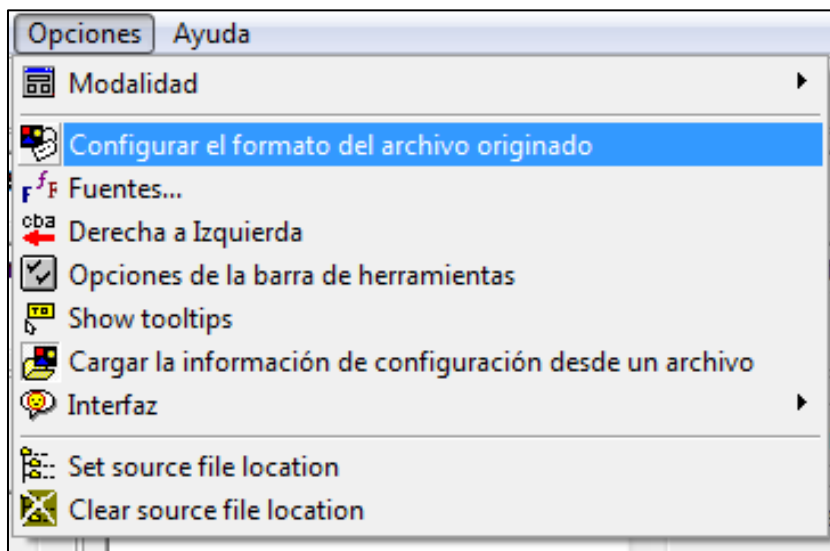 Opciones Ayuda
Modalidad
Configurar el formato del archivo originado
Fuentes...
Derecha a Izquierda
Opciones de la barra de herramientas
Show tooltips
Cargar la información de configuración desde un archivo
Interfaz
Set source file location
Clear source file location